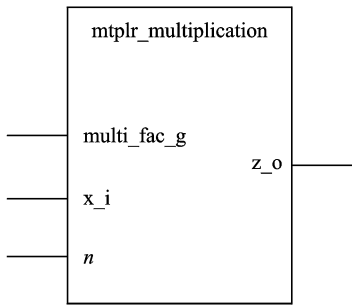 mtplr_multiplication
multi_fac_g
z_o
x_i
n